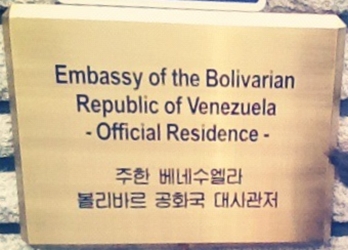 Embassy of the Bolivarian
Republic of Venezuela
- Official Residence -
주한 베네수엘라
볼리바르 공화국 대사관저